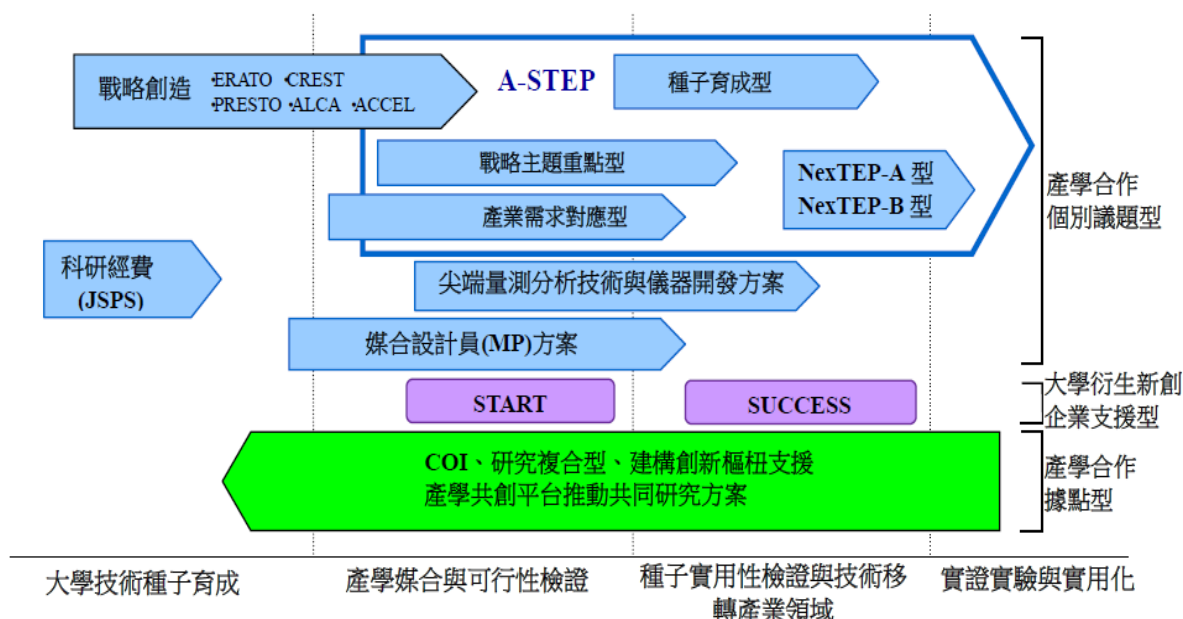 戰略創造
•ERATO •CREST
•PRESTO •ALCA •ACCEL
A-STEP
種子育成型
戰略主題重點型
NexTEP-A 型
NexTEP-B 型
產業需求對應型
產學合作
個別議題型
科研經費
(JSPS)
尖端量測分析技術與儀器開發方案
媒合設計員(MP)方案
START
SUCCESS
大學衍生新創
企業支援型
COI、研究複合型、建構創新樞杻支援
產學共創平台推動共同研究方案
產學合作
據點型
大學技術種子育成
產學媒合與可行性檢證
種子實用性檢證與技術移
轉產業領域
實證實驗與實用化